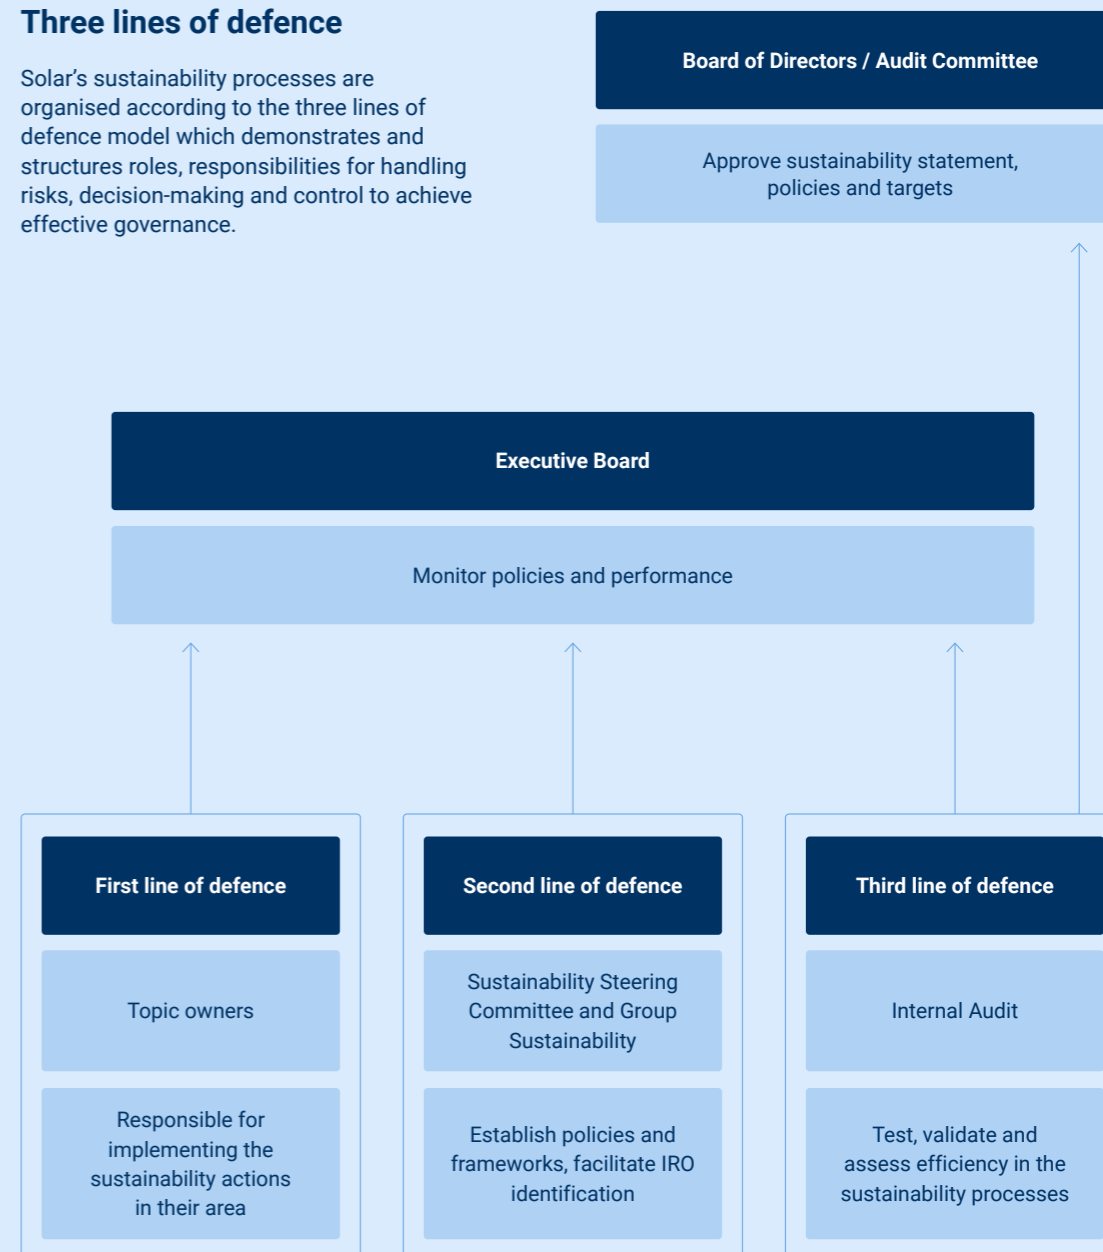 Three lines of defence
Solar’s sustainability processes are
organised according to the three lines of
defence model which demonstrates and
structures roles, responsibilities for handling
risks, decision-making and control to achieve
effective governance.
Board of Directors / Audit Committee
Approve sustainability statement,
policies and targets
Executive Board
Monitor policies and performance
First line of defence
Topic owners
Responsible for
implementing the
sustainability actions
in their area
Second line of defence
Sustainability Steering
Committee and Group
Sustainability
Establish policies and
frameworks, facilitate IRO
identification
Third line of defence
Internal Audit
Test, validate and
assess efficiency in the
sustainability processes